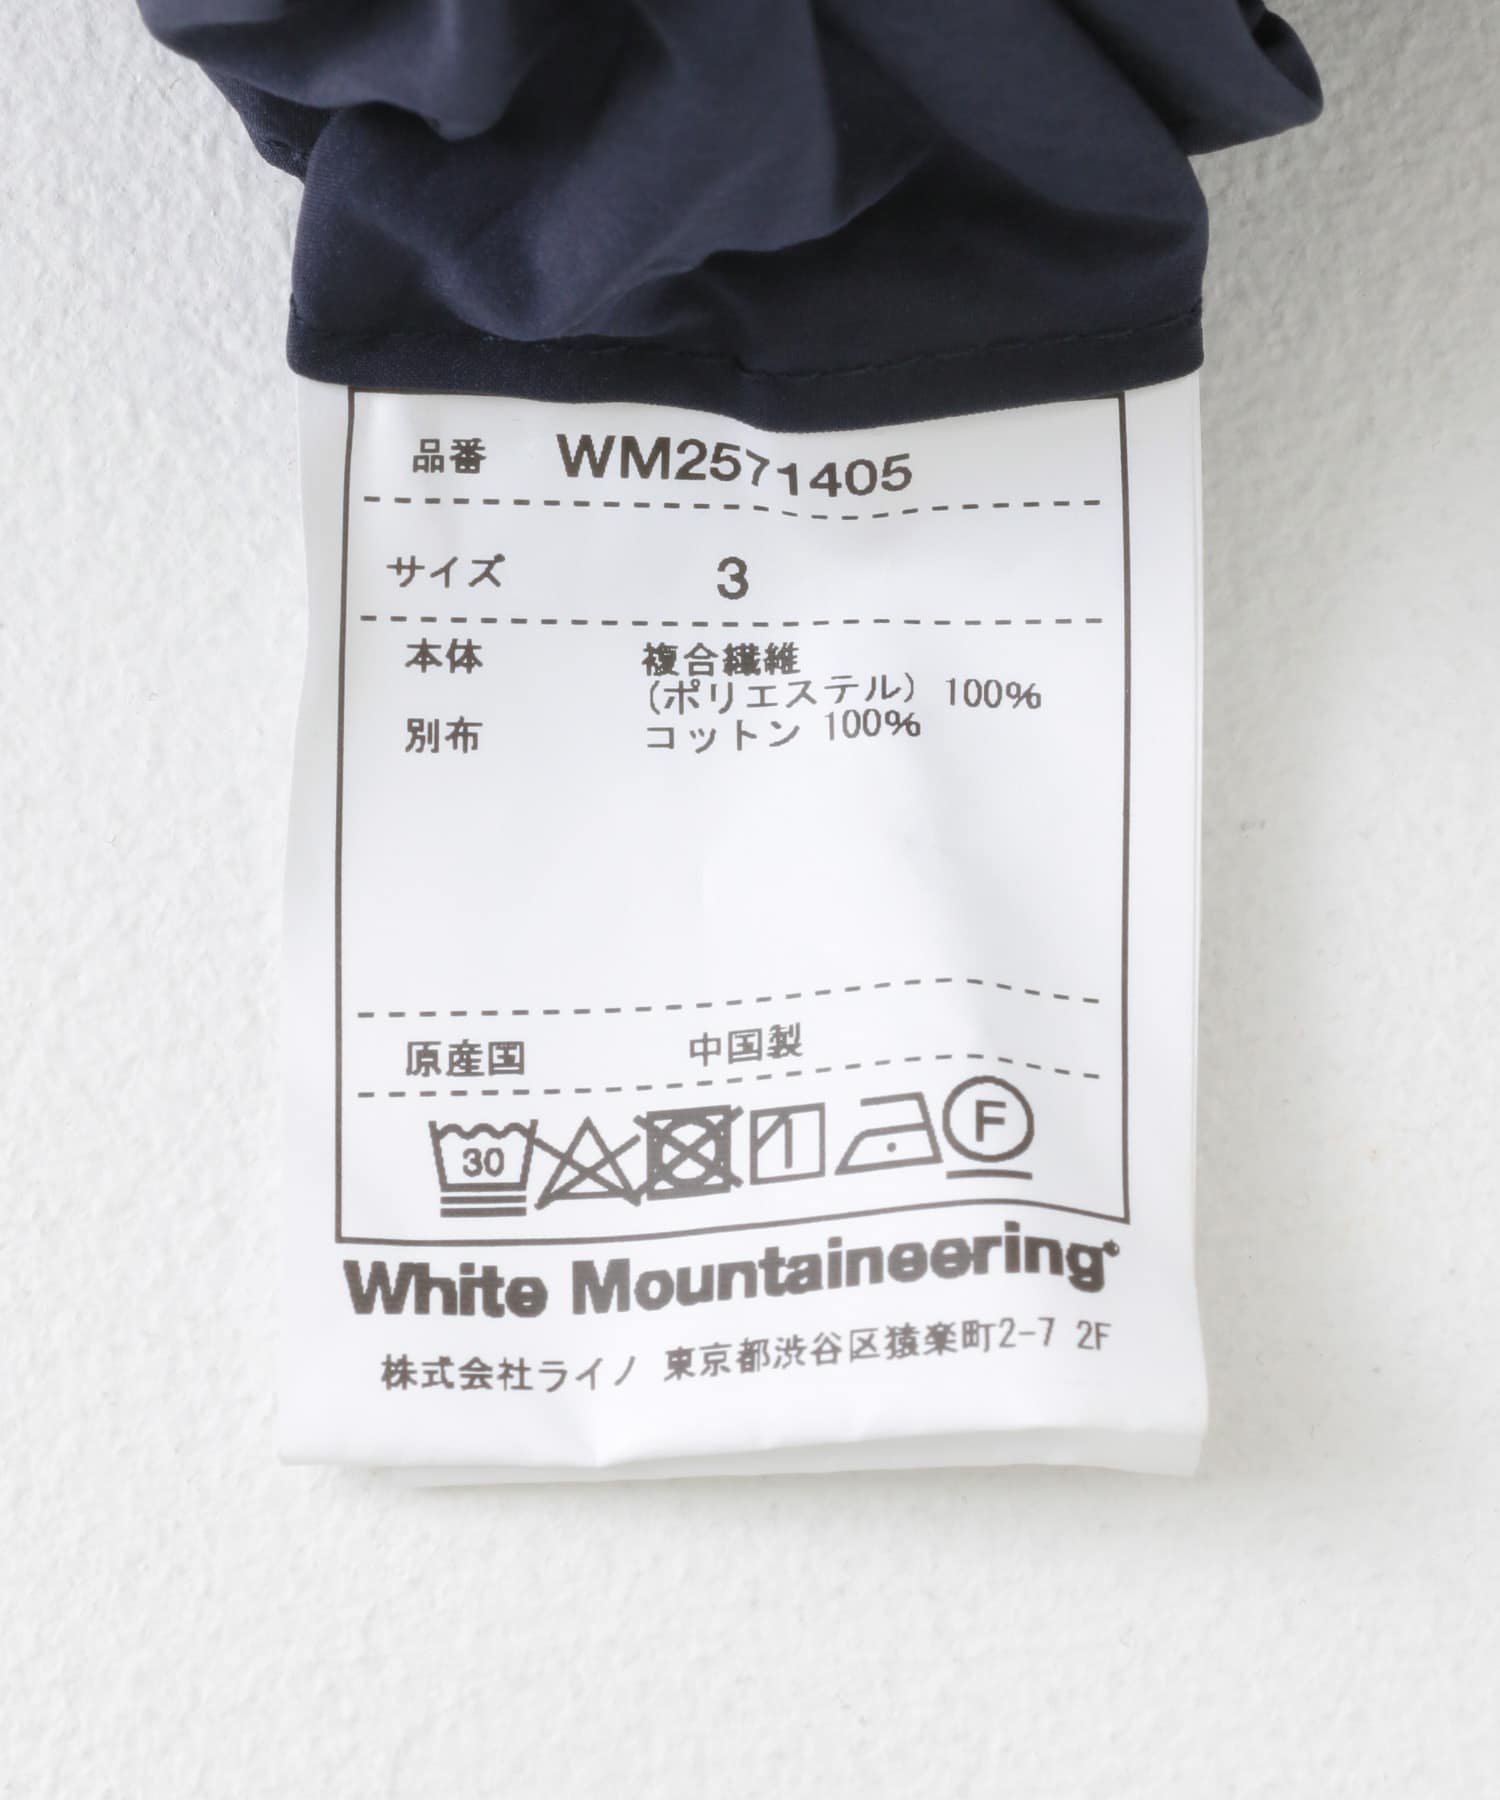 品番 WM2571405
サイズ 3
本体 複合繊維
(ポリエステル) 100%
別布 コットン 100%
原産国 中国製
30 F
White Mountaineering®
株式会社ライノ 東京都渋谷区猿楽町2-7 2F